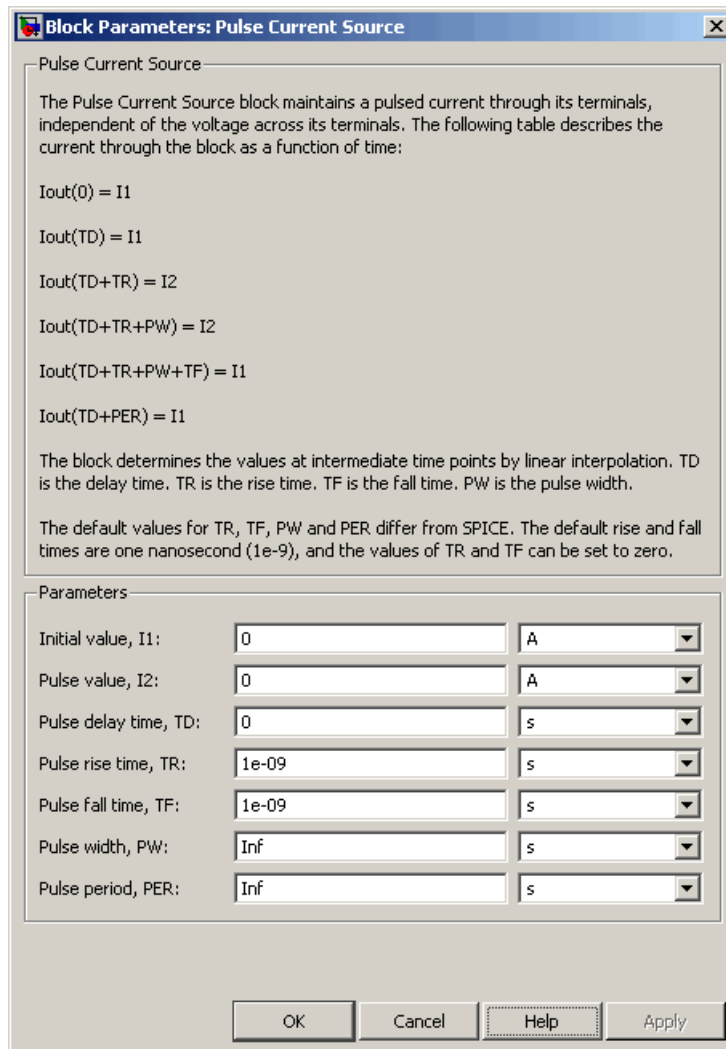 Block Parameters: Pulse Current Source
Pulse Current Source
The Pulse Current Source block maintains a pulsed current through its terminals,
independent of the voltage across its terminals. The following table describes the
current through the block as a function of time:
Iout(0) = I1
Iout(TD) = I1
Iout(TD+TR) = I2
Iout(TD+TR+PW) = I2
Iout(TD+TR+PW+TF) = I1
Iout(TD+PER) = I1
The block determines the values at intermediate time points by linear interpolation. TD
is the delay time. TR is the rise time. TF is the fall time. PW is the pulse width.
The default values for TR, TF, PW and PER differ from SPICE. The default rise and fall
times are one nanosecond (1e-9), and the values of TR and TF can be set to zero.
Parameters
Initial value, I1: 0 A
Pulse value, I2: 0 A
Pulse delay time, TD: 0 s
Pulse rise time, TR: 1e-09 s
Pulse fall time, TF: 1e-09 s
Pulse width, PW: Inf s
Pulse period, PER: Inf s
OK Cancel Help Apply